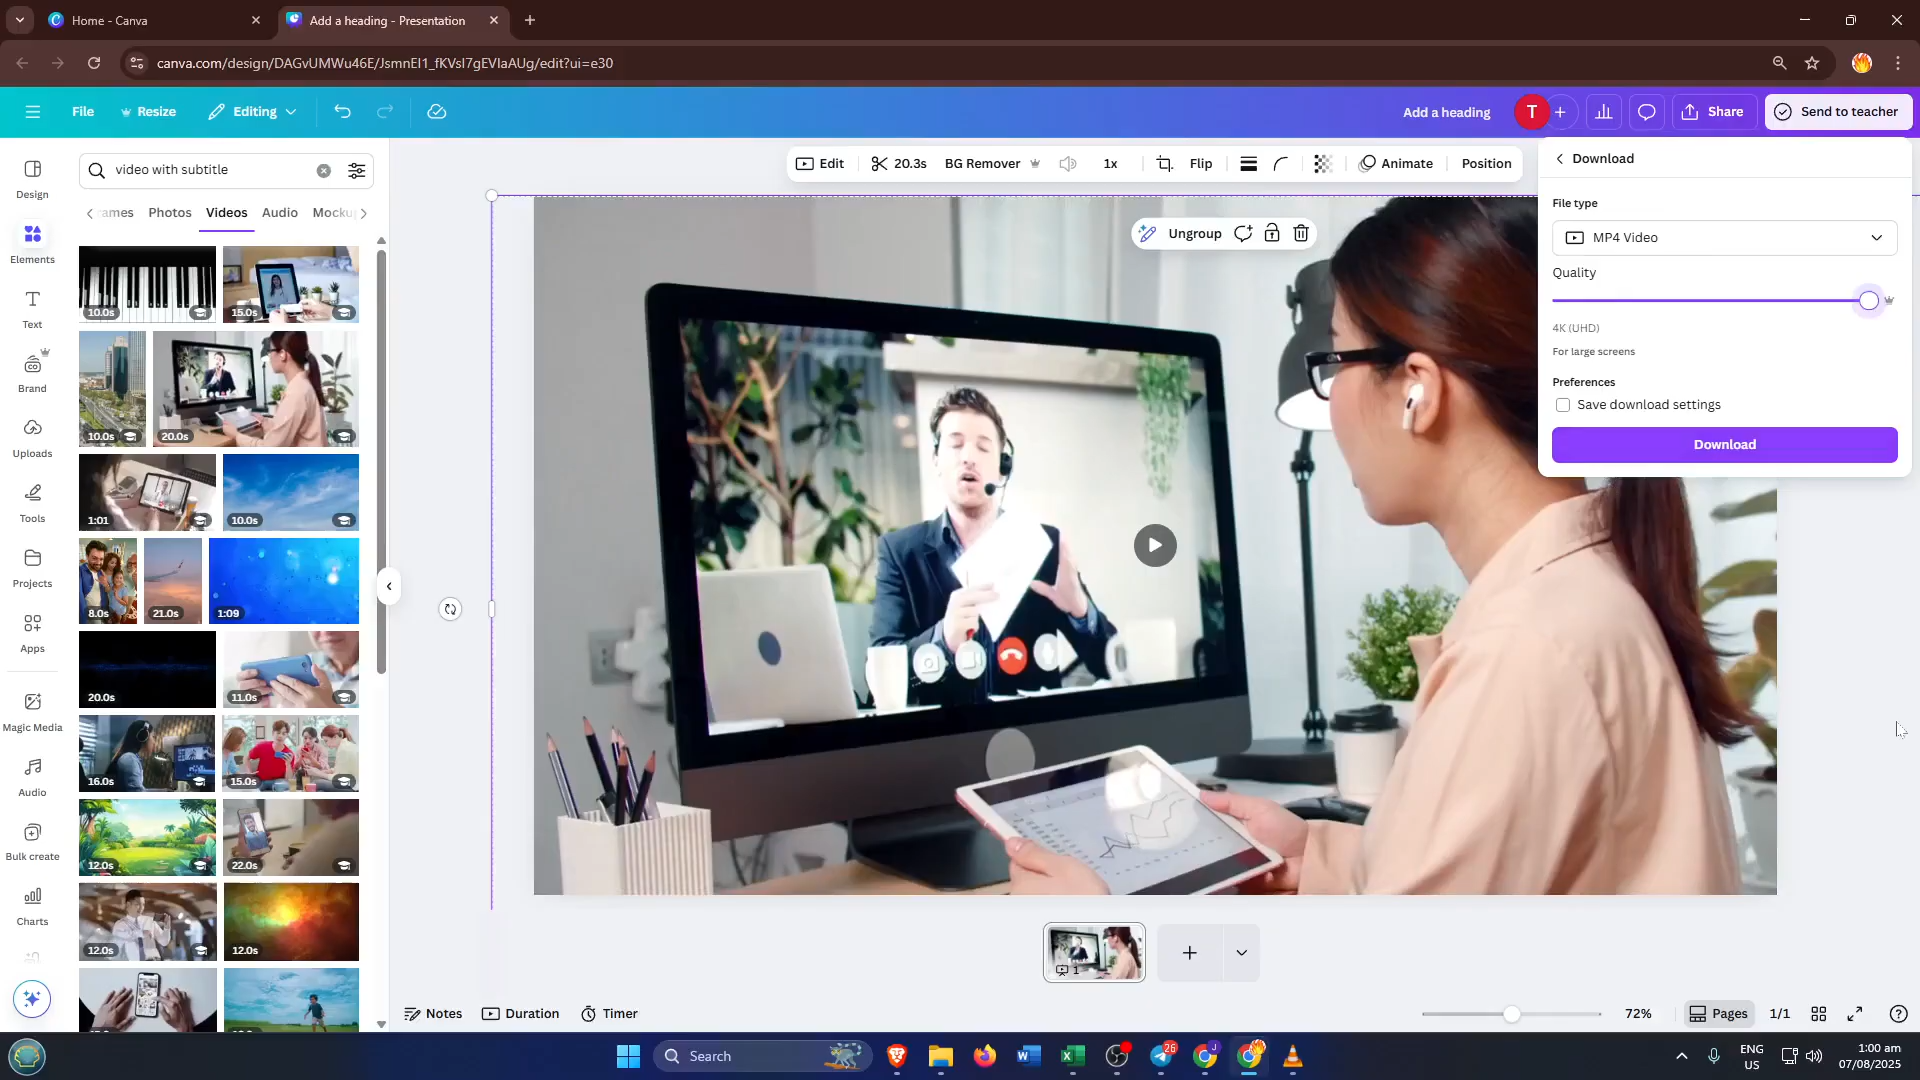 Home - Canva
Add a heading - Presentation
canva.com/design/DAGvUMWu46E/JsmnEI1_fKVsI7gEVIaAUg/edit?ui=e30
File
Resize
Editing
Add a heading
T
Share
Send to teacher
Design
Elements
Text
Brand
Uploads
Tools
Projects
Apps
Magic Media
Audio
Bulk create
Charts
video with subtitle
rames
Photos
Videos
Audio
Mocku
10.0s
15.0s
10.0s
20.0s
1:01
10.0s
8.0s
21.0s
1:09
20.0s
11.0s
16.0s
15.0s
12.0s
22.0s
12.0s
12.0s
Edit
20.3s
BG Remover
1x
Flip
Animate
Position
Ungroup
Download
File type
MP4 Video
Quality
4K (UHD)
For large screens
Preferences
Save download settings
Download
1
Notes
Duration
Timer
72%
Pages
1/1
Search
26
J
ENG
US
1:00 am
07/08/2025